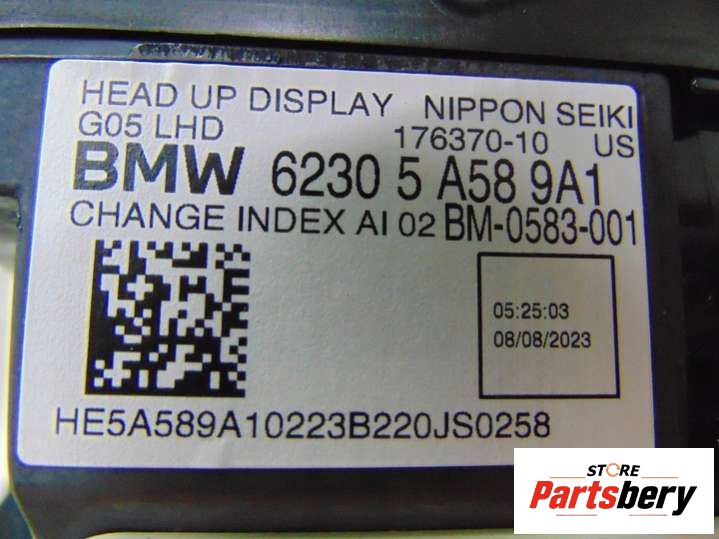 HEAD UP DISPLAY NIPPON SEIKI
G05 LHD 176370-10 US
BMW 6230 5 A58 9A1
CHANGE INDEX AI 02 BM-0583-001
05:25:03
08/08/2023
HE5A589A10223B220JS0258
STORE
Partsbery